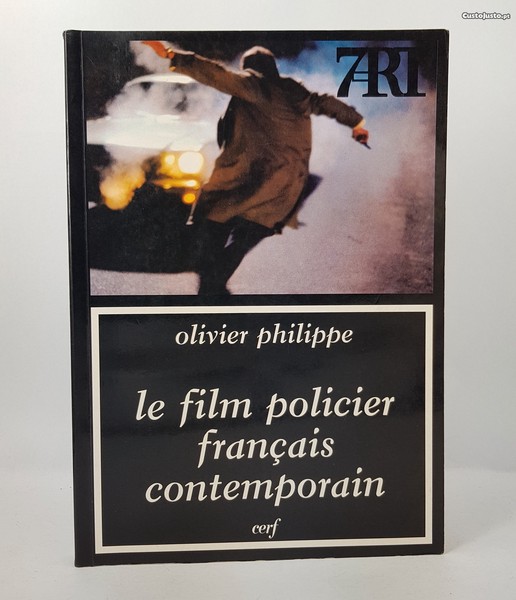 CustoJusto.pt
7ART
olivier philippe
le film policier
français
contemporain
cerf